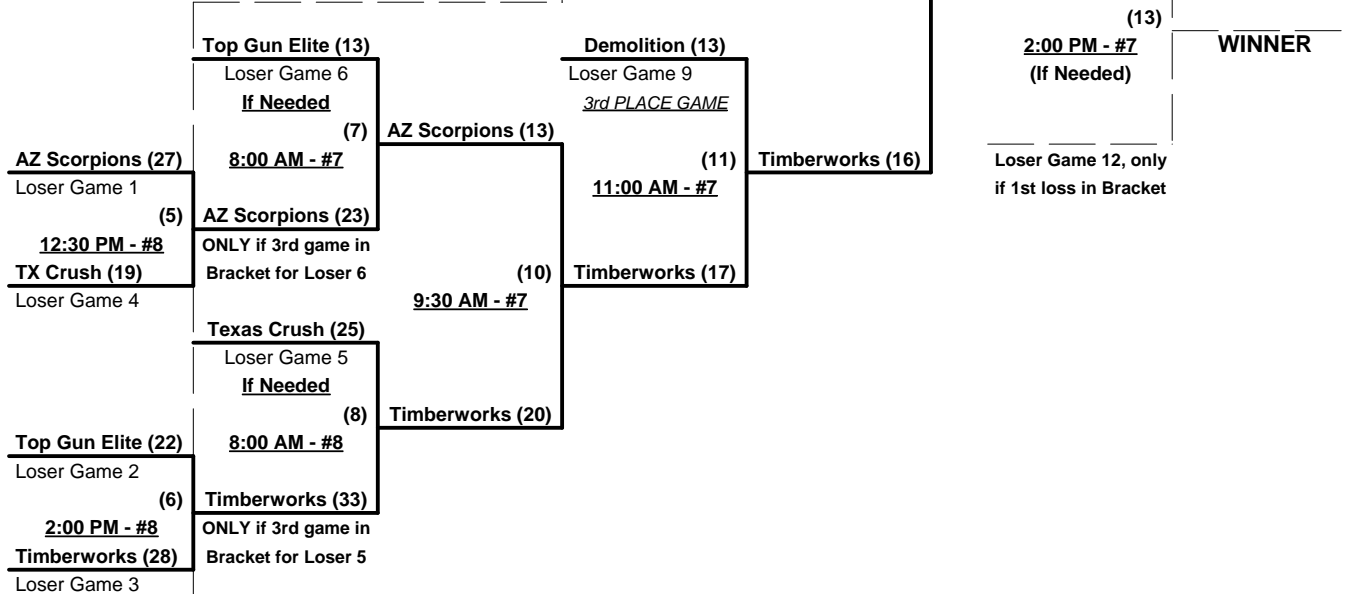 (13)
2:00 PM - #7
(If Needed)
WINNER
Top Gun Elite (13)
Loser Game 6
If Needed
(7)
8:00 AM - #7
Demolition (13)
Loser Game 9
3rd PLACE GAME
AZ Scorpions (13)
(11)
11:00 AM - #7
Timberworks (16)
Loser Game 12, only
if 1st loss in Bracket
AZ Scorpions (27)
Loser Game 1
(5)
12:30 PM - #8
TX Crush (19)
Loser Game 4
AZ Scorpions (23)
ONLY if 3rd game in
Bracket for Loser 6
(10)
9:30 AM - #7
Timberworks (17)
Texas Crush (25)
Loser Game 5
If Needed
(8)
8:00 AM - #8
Timberworks (20)
Top Gun Elite (22)
Loser Game 2
(6)
2:00 PM - #8
Timberworks (28)
Loser Game 3
Timberworks (33)
ONLY if 3rd game in
Bracket for Loser 5